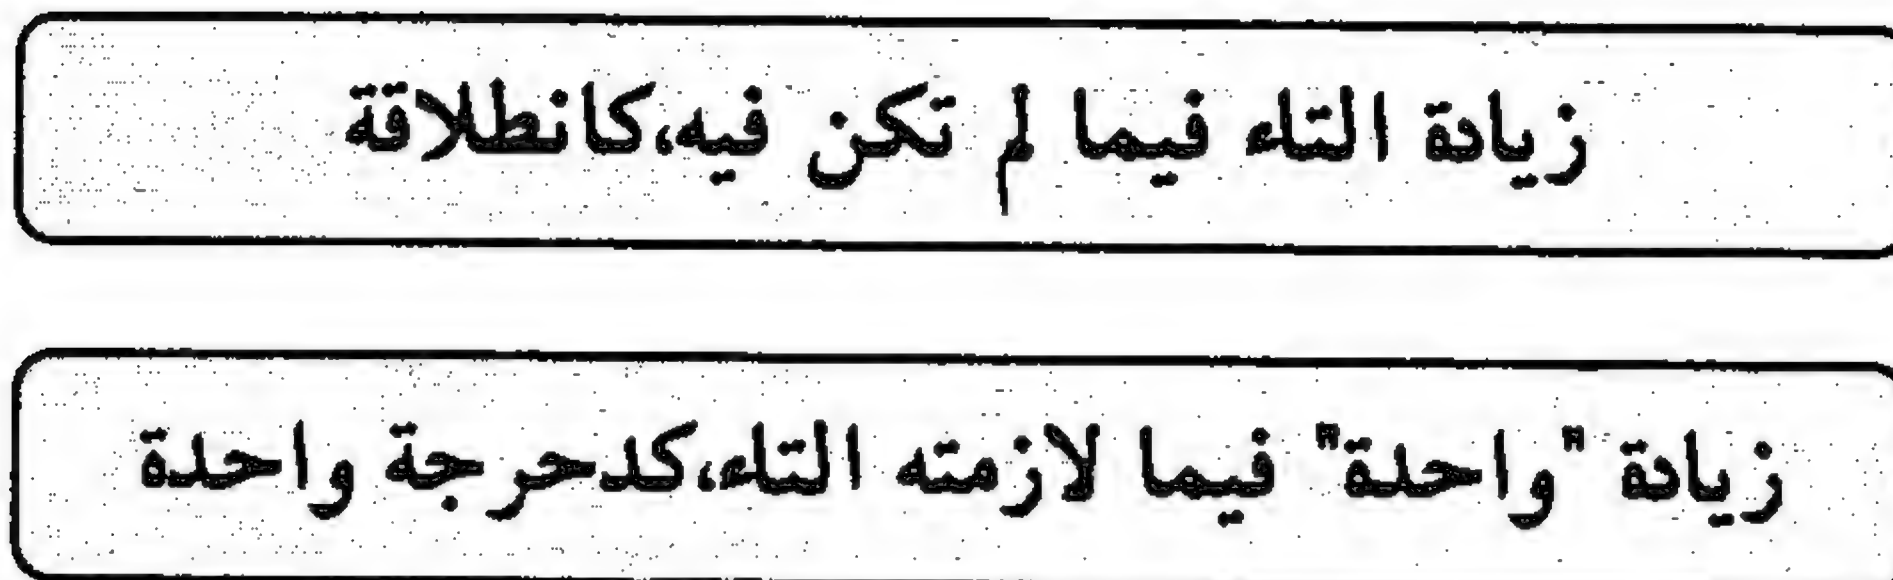 زيادة التاء فيما لم تكن فيه،كانطلاقة
زيادة "واحدة" فيما لازمته التاء،كدحرجة واحدة